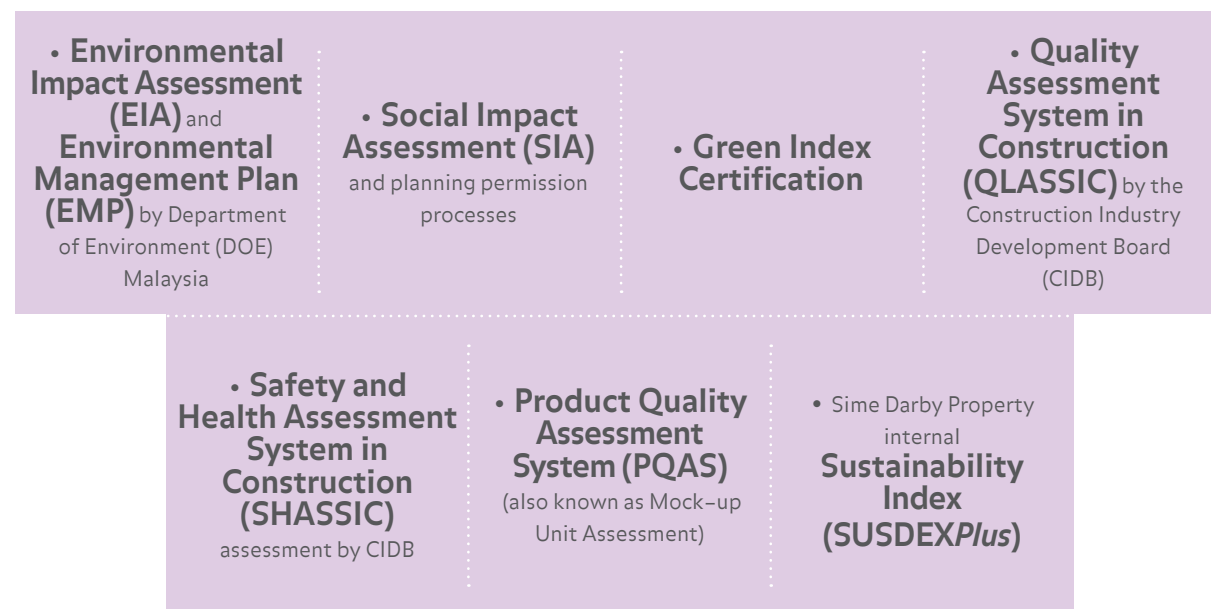 • Environmental
Impact Assessment
(EIA) and
Environmental
Management Plan
(EMP) by Department
of Environment (DOE)
Malaysia
• Social Impact
Assessment (SIA)
and planning permission
processes
• Green Index
Certification
• Quality
Assessment
System in
Construction
(QLASSIC) by the
Construction Industry
Development Board
(CIDB)
• Safety and
Health Assessment
System in
Construction
(SHASSIC)
assessment by CIDB
• Product Quality
Assessment
System (PQAS)
(also known as Mock–up
Unit Assessment)
• Sime Darby Property
internal
Sustainability
Index
(SUSDEXPlus)